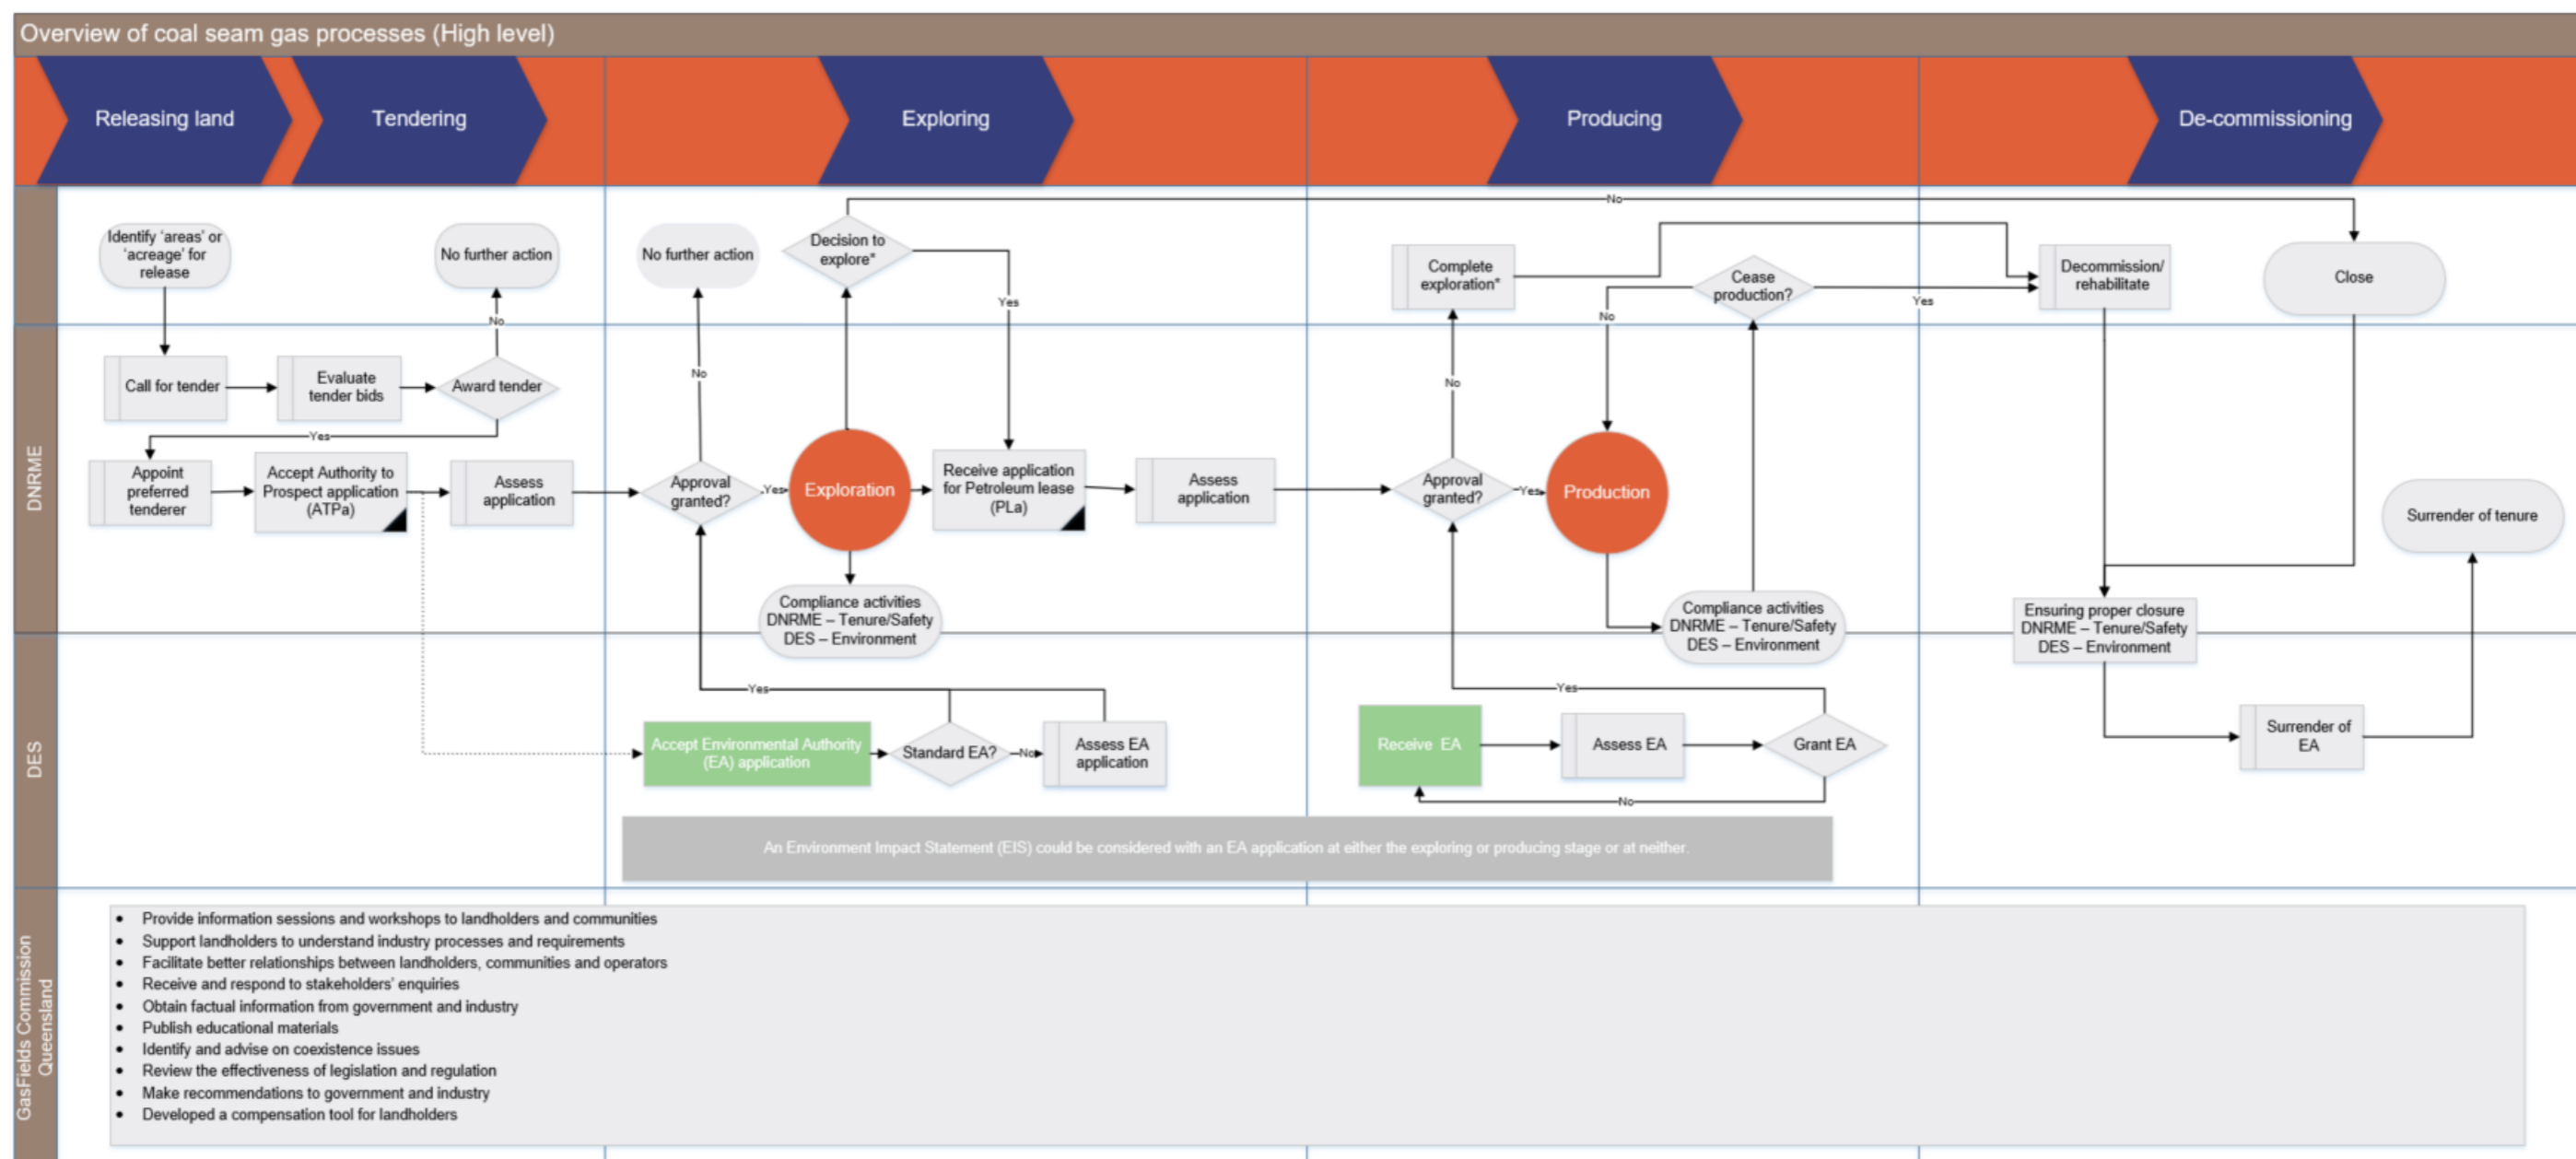 Overview of coal seam gas processes (High level)
Releasing land
Tendering
Exploring
Producing
De-commissioning
Identify ‘areas’ or
‘acreage’ for
release
No further action
No further action
Decision to
explore*
No
Complete
exploration*
Cease
production?
Decommission/
rehabilitate
Close
Yes
Yes
No
No
DNRME
Call for tender
Evaluate
tender bids
Award tender
No
No
Yes
Appoint
preferred
tenderer
Accept Authority to
Prospect application
(ATPa)
Assess
application
Approval
granted?
Yes
Exploration
Receive application
for Petroleum lease
(PLa)
Assess
application
Approval
granted?
Yes
Production
Surrender of tenure
Compliance activities
DNRME – Tenure/Safety
DES – Environment
Compliance activities
DNRME – Tenure/Safety
DES – Environment
Ensuring proper closure
DNRME – Tenure/Safety
DES – Environment
DES
Yes
Yes
Accept Environmental Authority
(EA) application
Standard EA?
No
Assess EA
application
Receive EA
Assess EA
Grant EA
No
Surrender of
EA
An Environment Impact Statement (EIS) could be considered with an EA application at either the exploring or producing stage or at neither.
GasFields Commission
Queensland
• Provide information sessions and workshops to landholders and communities
• Support landholders to understand industry processes and requirements
• Facilitate better relationships between landholders, communities and operators
• Receive and respond to stakeholders’ enquiries
• Obtain factual information from government and industry
• Publish educational materials
• Identify and advise on coexistence issues
• Review the effectiveness of legislation and regulation
• Make recommendations to government and industry
• Developed a compensation tool for landholders